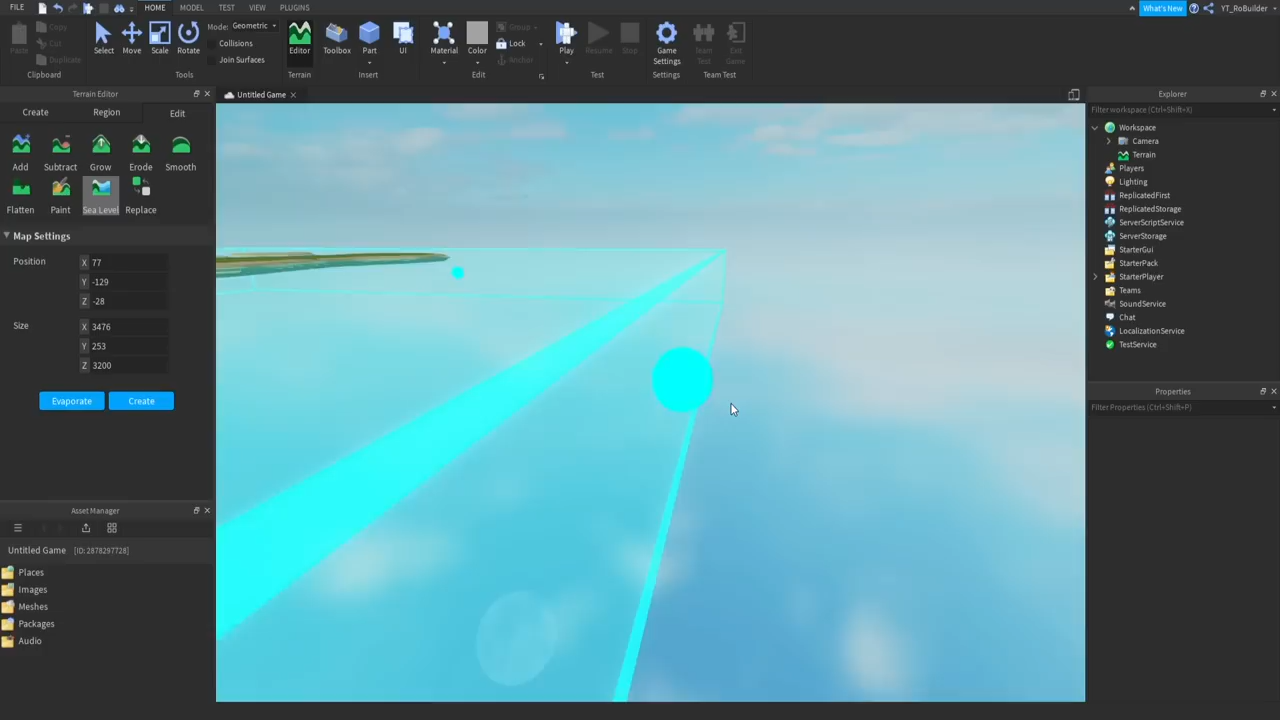 FILE HOME MODEL TEST VIEW PLUGINS What's New YT_RoBuilder
Paste Copy Cut Duplicate
Clipboard
Select Move Scale Rotate
Mode: Geometric
Collisions
Join Surfaces
Tools
Editor
Terrain
Toolbox Part UI
Insert
Material Color
Group
Lock
Anchor
Edit
Play Resume Stop
Test
Game Settings
Settings
Team Test Exit Game
Team Test
Terrain Editor
Create Region Edit
Add Subtract Grow Erode Smooth
Flatten Paint Sea Level Replace
Map Settings
Position X 77
Y -129
Z -28
Size X 3476
Y 253
Z 3200
Evaporate Create
Asset Manager
Untitled Game [ID: 2878297728]
Places
Images
Meshes
Packages
Audio
Untitled Game
Explorer
Filter workspace (Ctrl+Shift+X)
Workspace
Camera
Terrain
Players
Lighting
ReplicatedFirst
ReplicatedStorage
ServerScriptService
ServerStorage
StarterGui
StarterPack
StarterPlayer
Teams
SoundService
Chat
LocalizationService
TestService
Properties
Filter Properties (Ctrl+Shift+P)